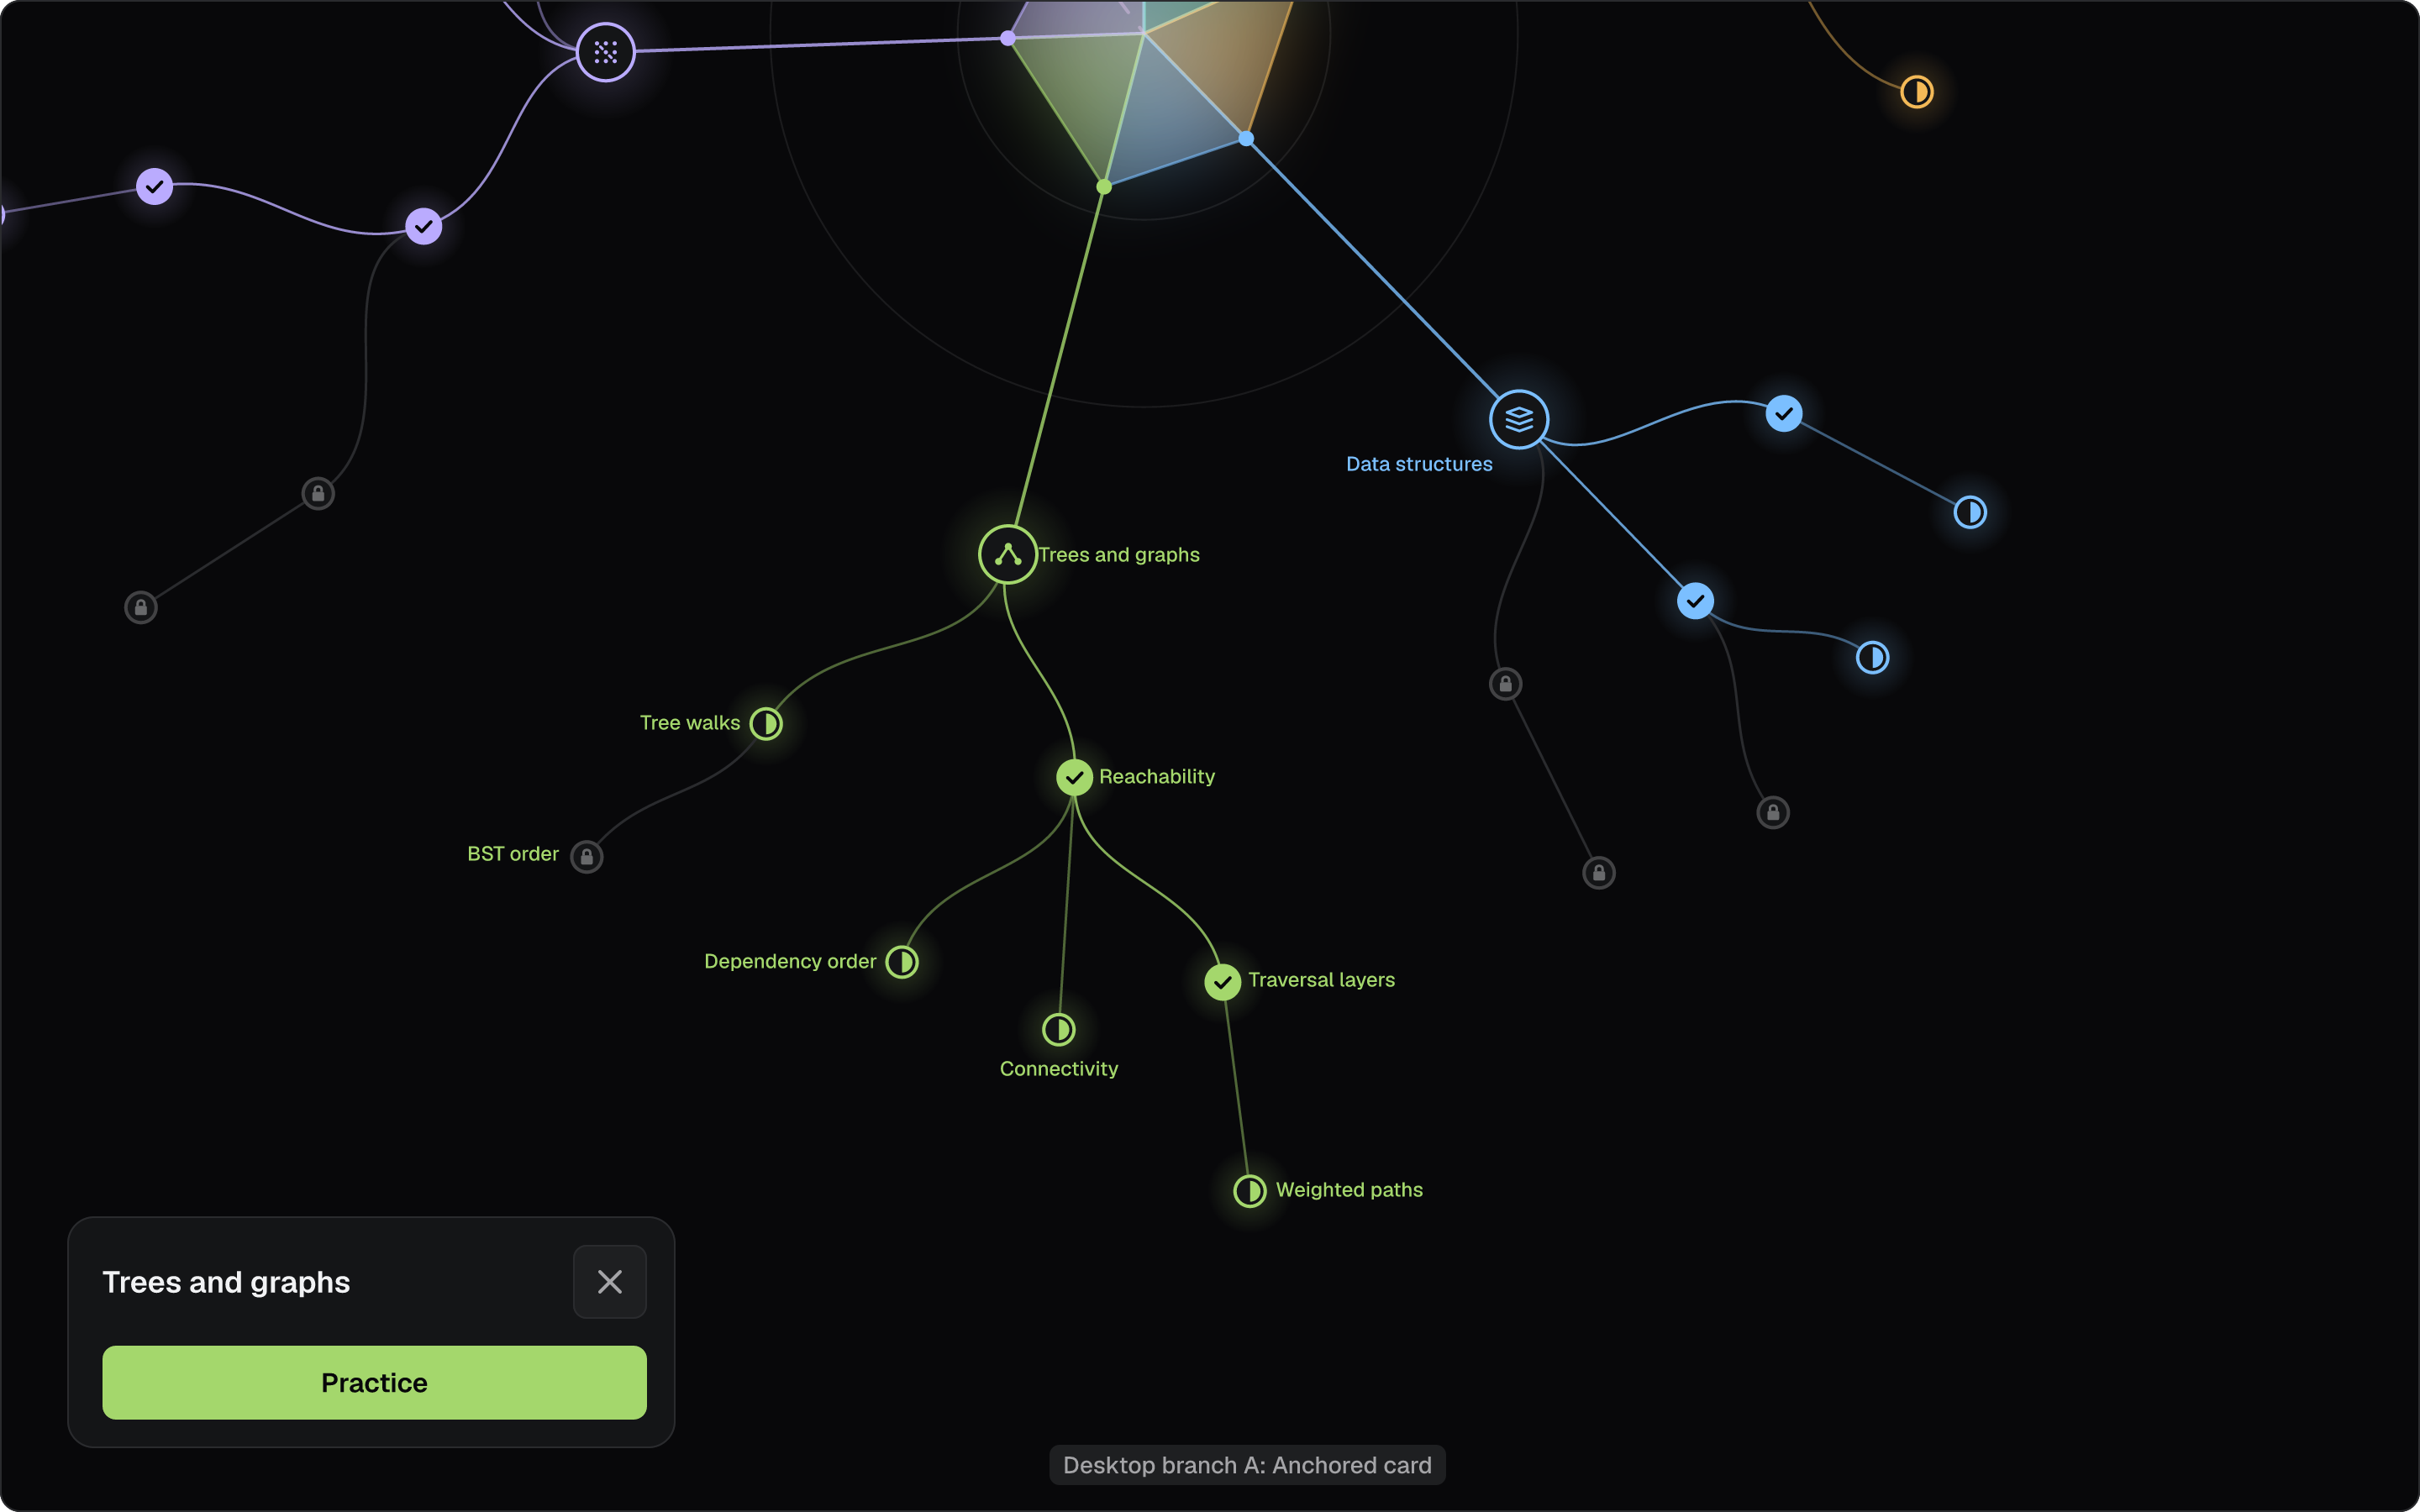 Data structures
Trees and graphs
Tree walks
Reachability
BST order
Dependency order
Traversal layers
Connectivity
Weighted paths
Trees and graphs
Practice
Desktop branch A: Anchored card